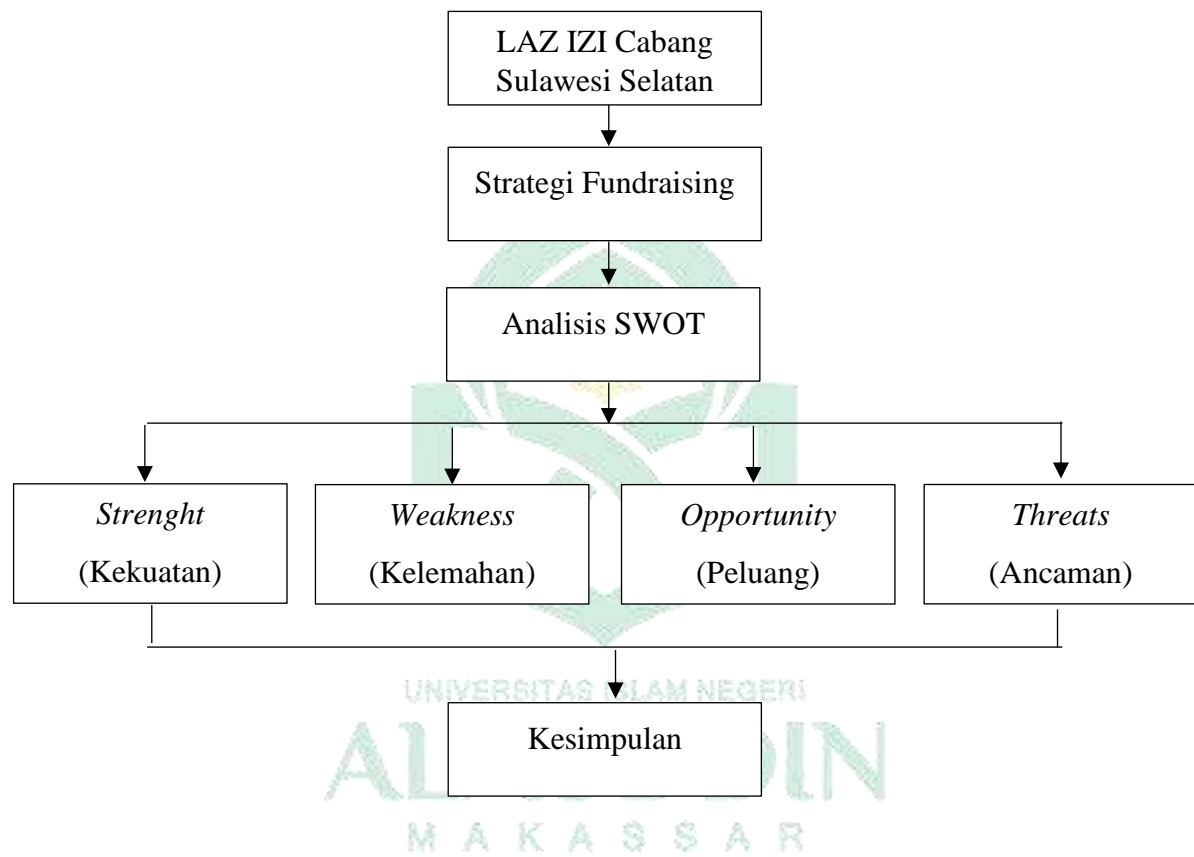 LAZ IZI Cabang
Sulawesi Selatan
Strategi Fundraising
Analisis SWOT
Strenght
(Kekuatan)
Weakness
(Kelemahan)
Opportunity
(Peluang)
Threats
(Ancaman)
UNIVERSITAS ISLAM NEGERI
Kesimpulan
MAKASSAR